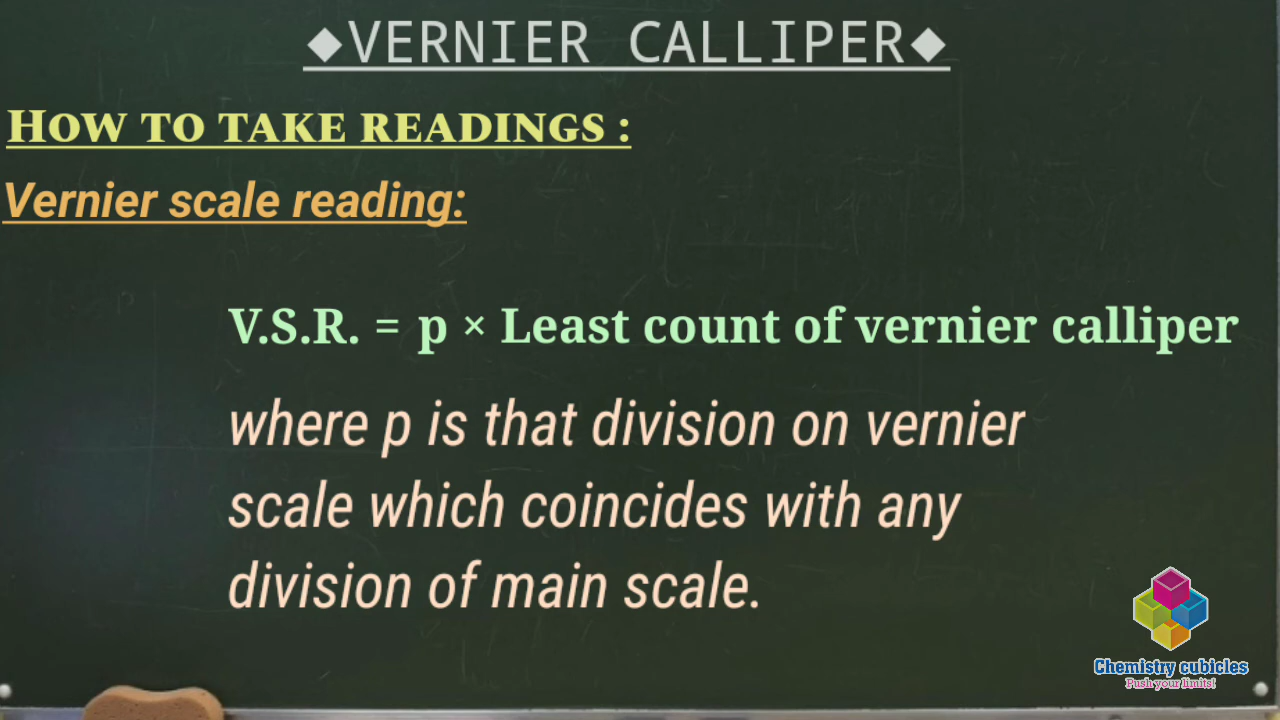 ◆VERNIER CALLIPER◆
HOW TO TAKE READINGS :
Vernier scale reading:
V.S.R. = p × Least count of vernier calliper
where p is that division on vernier
scale which coincides with any
division of main scale.
Chemistry cubicles
Push your limits!